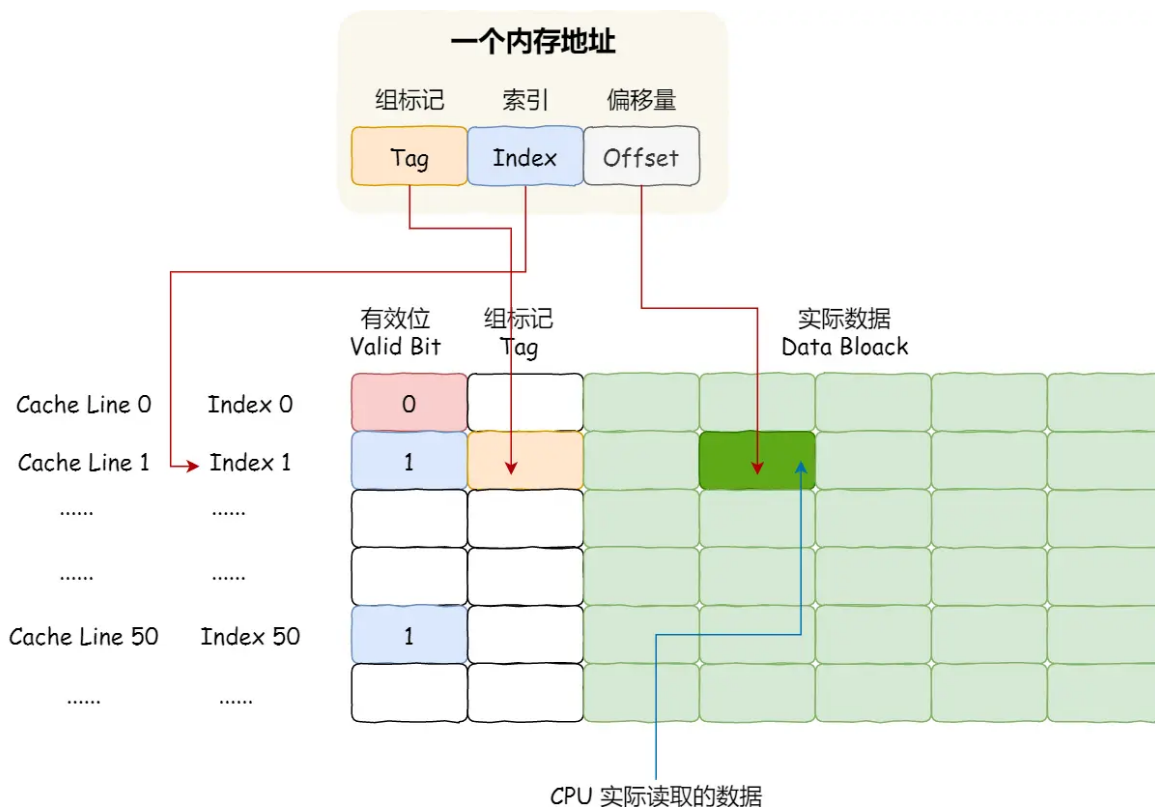 一个内存地址
组标记 索引 偏移量
Tag Index Offset
有效位 组标记 实际数据
Valid Bit Tag Data Bloack
Cache Line 0 Index 0 0
Cache Line 1 Index 1 1
...... ......
...... ......
Cache Line 50 Index 50 1
...... ......
CPU 实际读取的数据